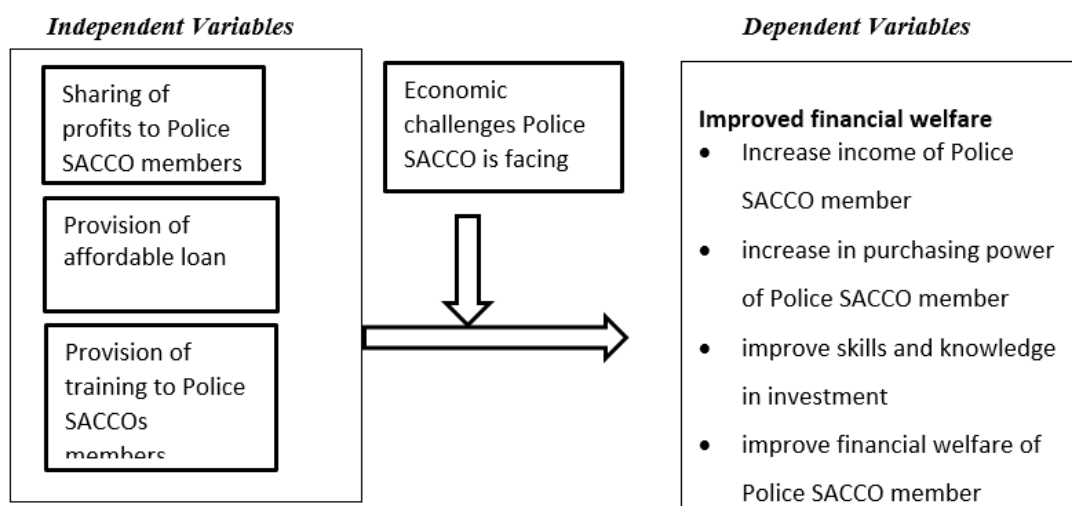 Independent Variables
Sharing of
profits to Police
SACCO members
Provision of
affordable loan
Provision of
training to Police
SACCOs
members
Economic
challenges Police
SACCO is facing
Dependent Variables
Improved financial welfare
• Increase income of Police
SACCO member
• increase in purchasing power
of Police SACCO member
• improve skills and knowledge
in investment
• improve financial welfare of
Police SACCO member